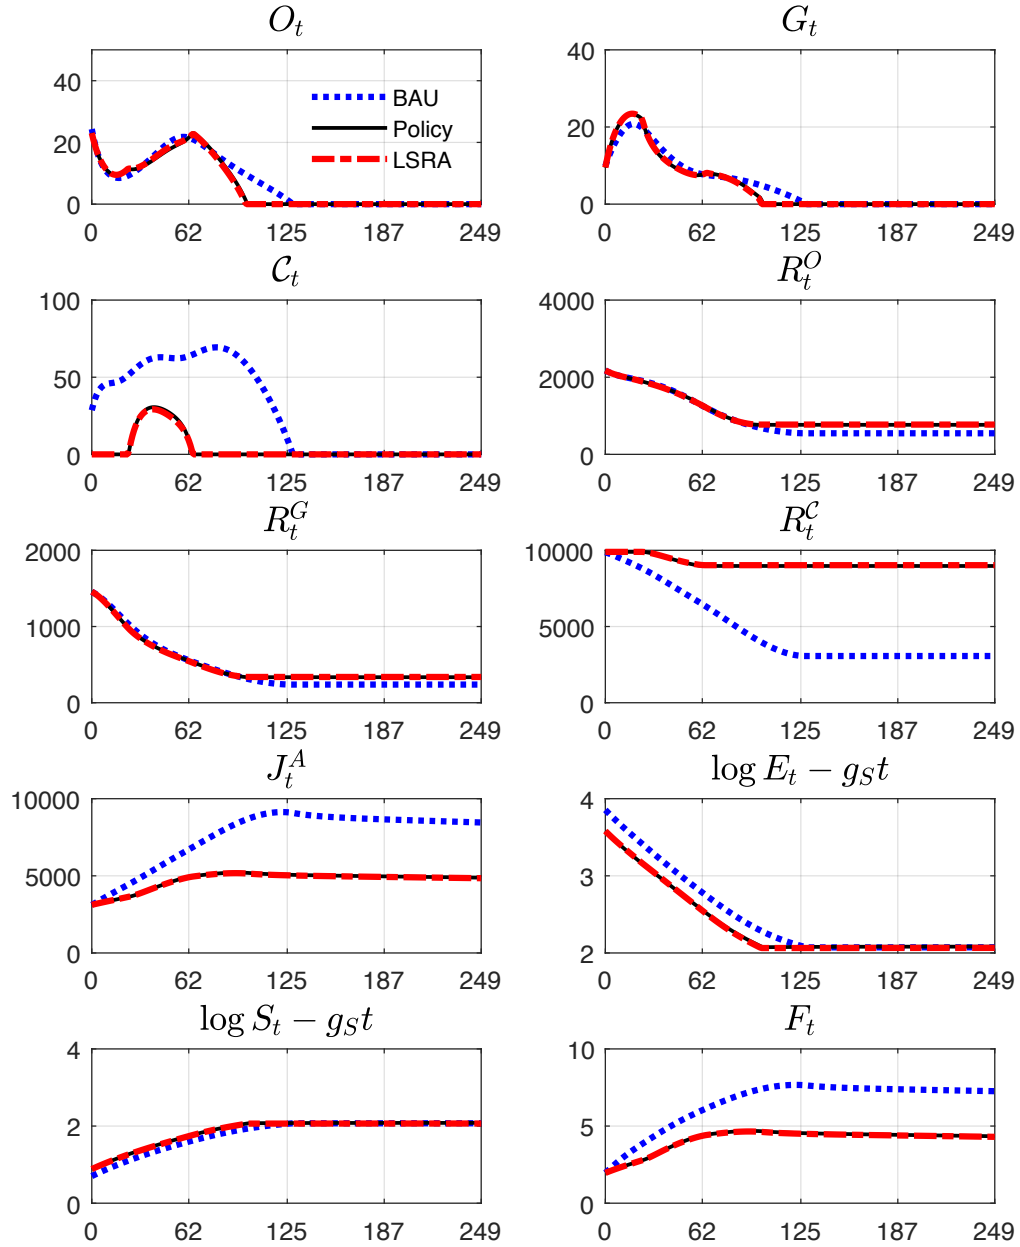 O_t G_t
40 40
20 BAU 20
Policy
LSRA
0 0
0 62 125 187 249 0 62 125 187 249
𝒞_t R_t^O
100 4000
50 2000
0 0
0 62 125 187 249 0 62 125 187 249
R_t^G R_t^𝒞
2000 10000
1000 5000
0 0
0 62 125 187 249 0 62 125 187 249
J_t^A log E_t − g_S t
10000 4
5000 3
0 2
0 62 125 187 249 0 62 125 187 249
log S_t − g_S t F_t
4 10
2 5
0 0
0 62 125 187 249 0 62 125 187 249